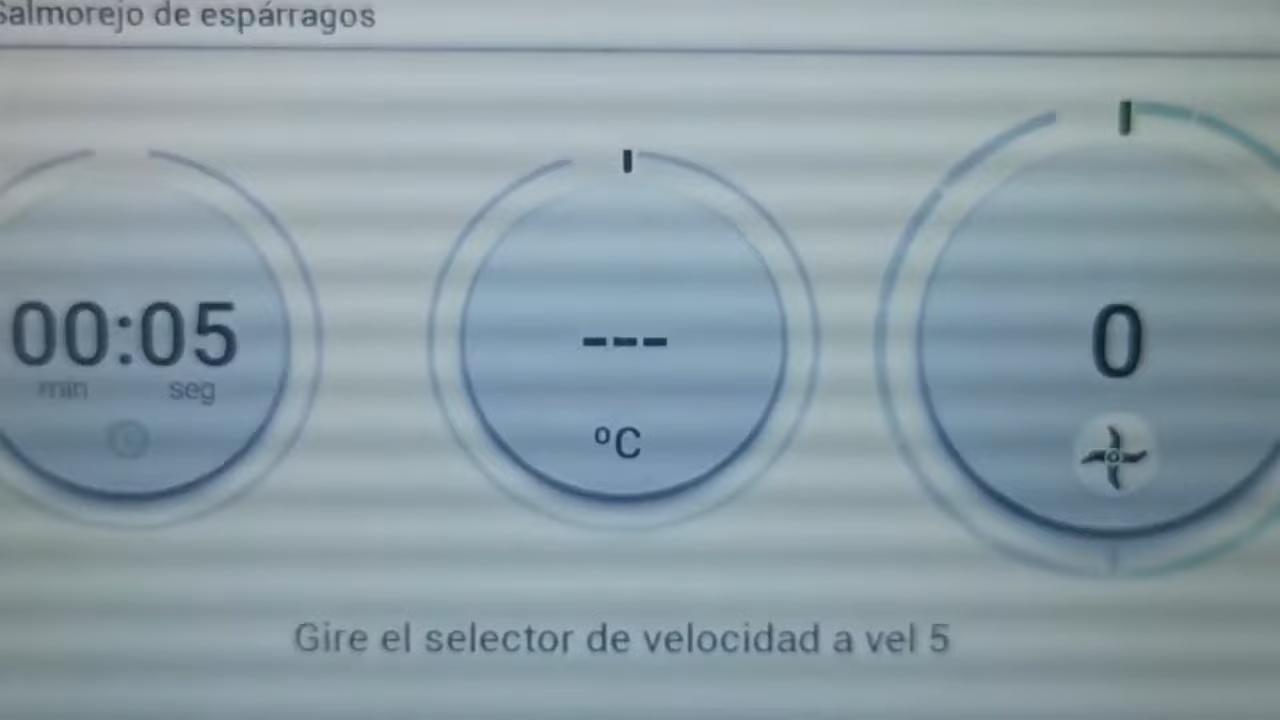 Salmorejo de espárragos
00:05
min seg
---
ºC
0
Gire el selector de velocidad a vel 5